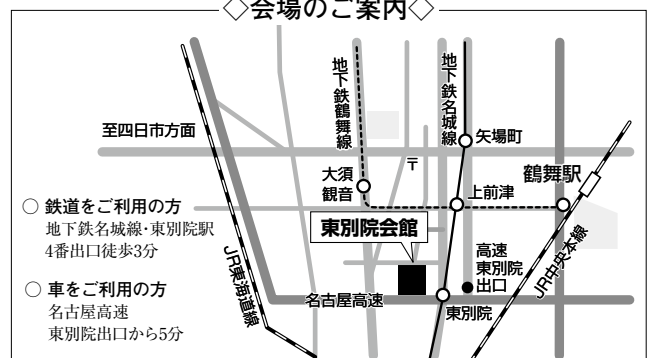 ◇会場のご案内◇
地下鉄鶴舞線
地下鉄名城線
至四日市方面
矢場町
〒
鶴舞駅
大須
観音
上前津
○ 鉄道をご利用の方
地下鉄名城線・東別院駅
4番出口徒歩3分
東別院会館
JR東海道線
高速
東別院
出口
JR中央本線
○ 車をご利用の方
名古屋高速
東別院出口から5分
名古屋高速
東別院